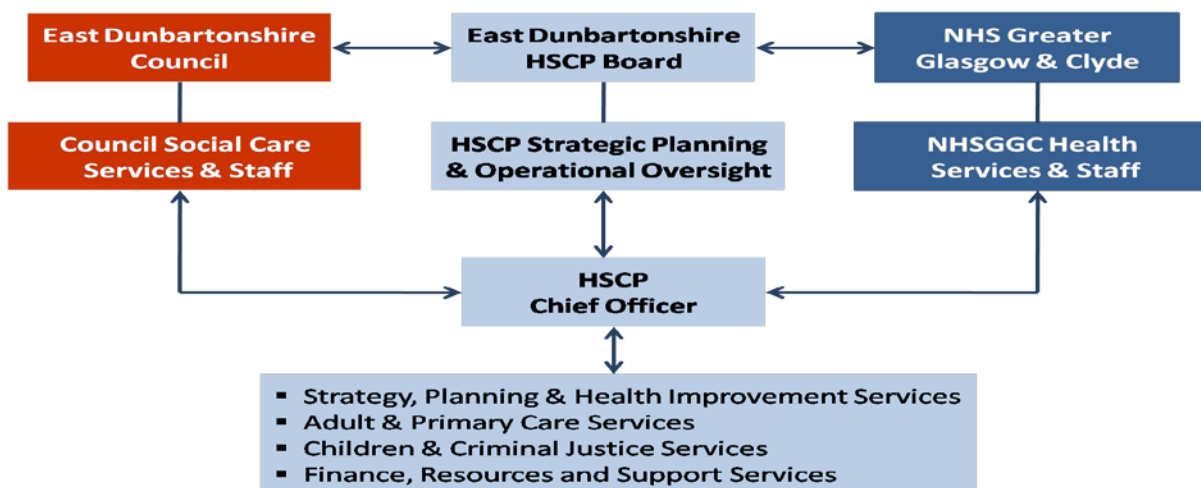 East Dunbartonshire
Council
East Dunbartonshire
HSCP Board
NHS Greater
Glasgow & Clyde
Council Social Care
Services & Staff
HSCP Strategic Planning
& Operational Oversight
NHSGGC Health
Services & Staff
HSCP
Chief Officer
▪ Strategy, Planning & Health Improvement Services
▪ Adult & Primary Care Services
▪ Children & Criminal Justice Services
▪ Finance, Resources and Support Services